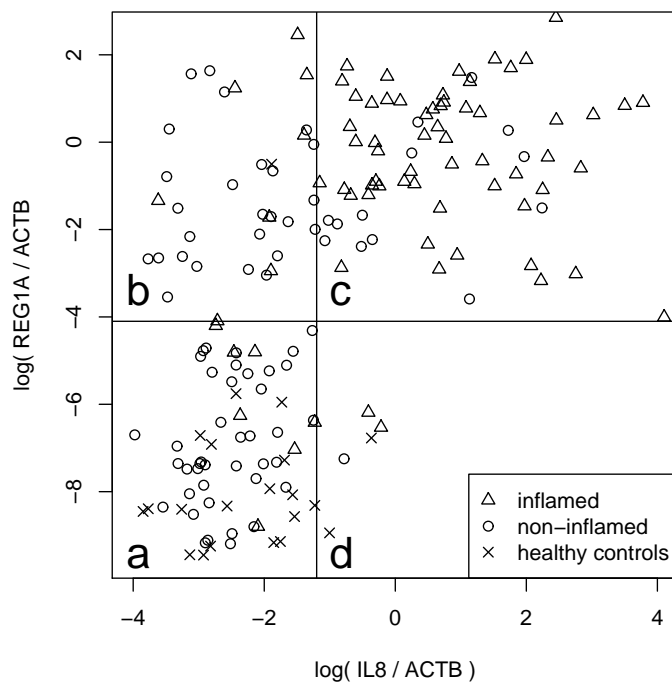 2
0
−2
−4
−6
−8
log( REG1A / ACTB )
b
c
a
d
inflamed
non−inflamed
healthy controls
−4
−2
0
2
4
log( IL8 / ACTB )